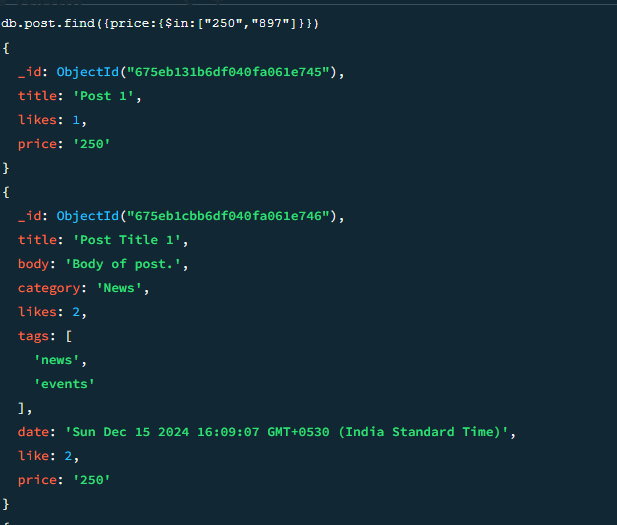 db.post.find({price:{$in:["250","897"]}})
{
  _id: ObjectId("675eb131b6df040fa061e745"),
  title: 'Post 1',
  likes: 1,
  price: '250'
}
{
  _id: ObjectId("675eb1cbb6df040fa061e746"),
  title: 'Post Title 1',
  body: 'Body of post.',
  category: 'News',
  likes: 2,
  tags: [
    'news',
    'events'
  ],
  date: 'Sun Dec 15 2024 16:09:07 GMT+0530 (India Standard Time)',
  like: 2,
  price: '250'
}